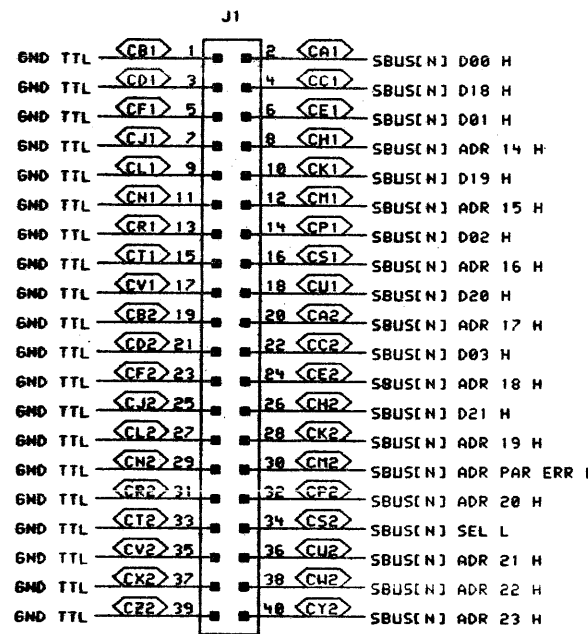 J1
GND TTL CB1 1 2 CA1 SBUS[N] D00 H
GND TTL CD1 3 4 CC1 SBUS[N] D18 H
GND TTL CF1 5 6 CE1 SBUS[N] D01 H
GND TTL CJ1 7 8 CH1 SBUS[N] ADR 14 H
GND TTL CL1 9 10 CK1 SBUS[N] D19 H
GND TTL CN1 11 12 CM1 SBUS[N] ADR 15 H
GND TTL CR1 13 14 CP1 SBUS[N] D02 H
GND TTL CT1 15 16 CS1 SBUS[N] ADR 16 H
GND TTL CV1 17 18 CU1 SBUS[N] D20 H
GND TTL CB2 19 20 CA2 SBUS[N] ADR 17 H
GND TTL CD2 21 22 CC2 SBUS[N] D03 H
GND TTL CF2 23 24 CE2 SBUS[N] ADR 18 H
GND TTL CJ2 25 26 CH2 SBUS[N] D21 H
GND TTL CL2 27 28 CK2 SBUS[N] ADR 19 H
GND TTL CN2 29 30 CM2 SBUS[N] ADR PAR ERR
GND TTL CR2 31 32 CP2 SBUS[N] ADR 20 H
GND TTL CT2 33 34 CS2 SBUS[N] SEL L
GND TTL CV2 35 36 CU2 SBUS[N] ADR 21 H
GND TTL CX2 37 38 CW2 SBUS[N] ADR 22 H
GND TTL CZ2 39 40 CY2 SBUS[N] ADR 23 H